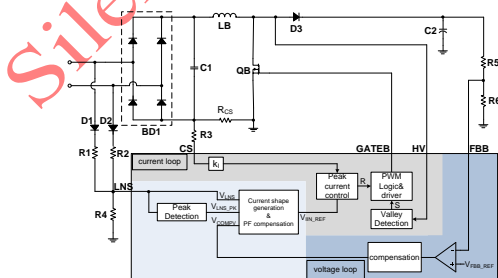 Sile
LB
D3
C2
C1
QB
R5
R6
RCS
D1
D2
BD1
R3
R1
R2
CS
GATEB
HV
FBB
current loop
ki
LNS
R4
VLNS
VLNS_PK
VCOMPV
Peak
Detection
Current shape
generation
&
PF compensation
VIIN_REF
Peak
current
control
R
PWM
Logic&
driver
S
Valley
Detection
compensation
VFBB_REF
voltage loop